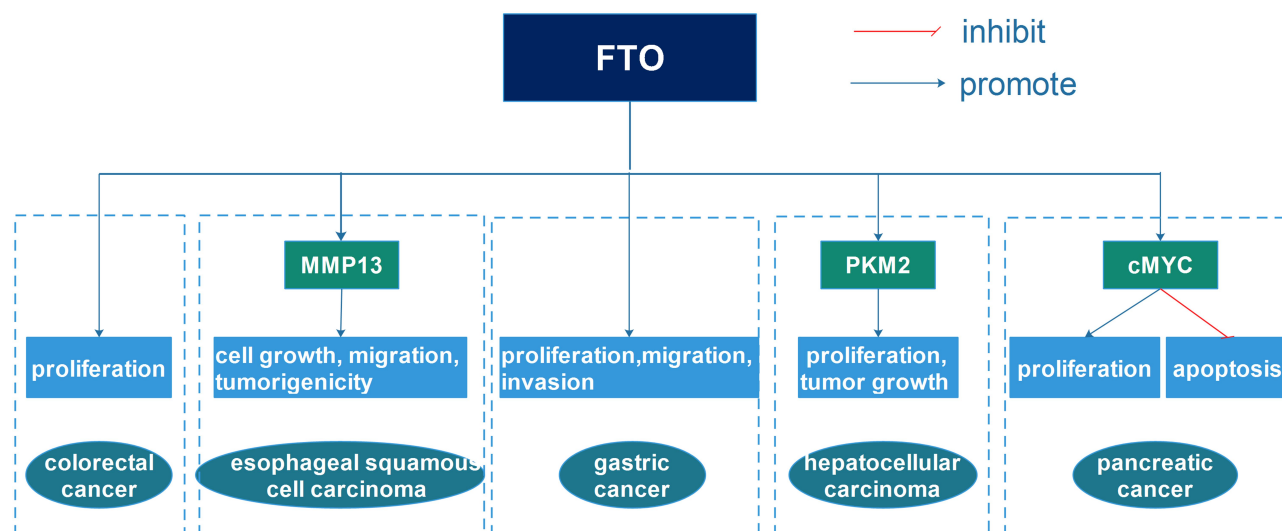 FTO
inhibit
promote
MMP13
PKM2
cMYC
proliferation
cell growth, migration,
tumorigenicity
proliferation,migration,
invasion
proliferation,
tumor growth
proliferation
apoptosis
colorectal
cancer
esophageal squamous
cell carcinoma
gastric
cancer
hepatocellular
carcinoma
pancreatic
cancer